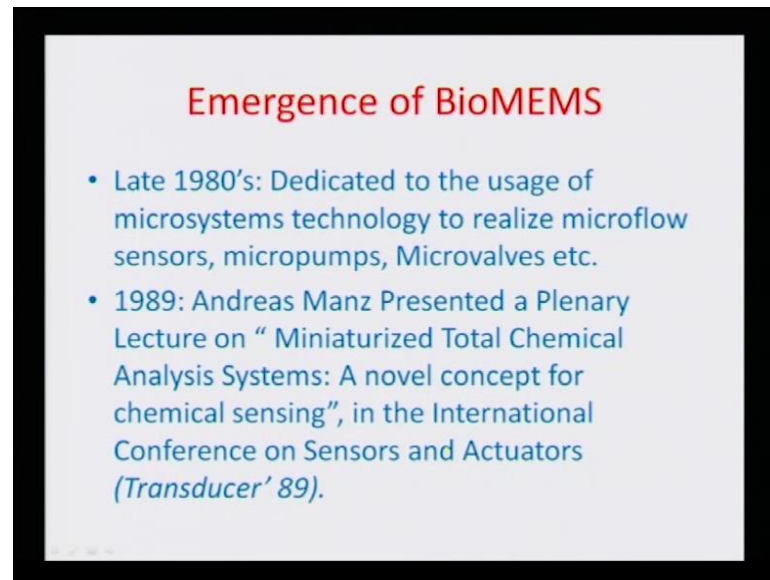 Emergence of BioMEMS
• Late 1980's: Dedicated to the usage of
microsystems technology to realize microflow
sensors, micropumps, Microvalves etc.
• 1989: Andreas Manz Presented a Plenary
Lecture on “ Miniaturized Total Chemical
Analysis Systems: A novel concept for
chemical sensing”, in the International
Conference on Sensors and Actuators
(Transducer’ 89).